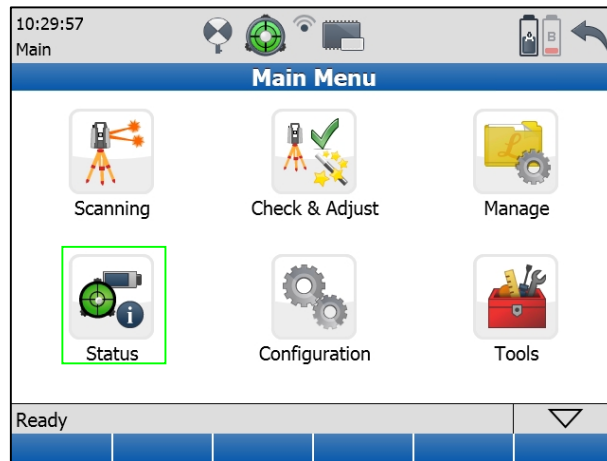 10:29:57
Main
B
Main Menu
Scanning
Check & Adjust
Manage
Status
Configuration
Tools
Ready